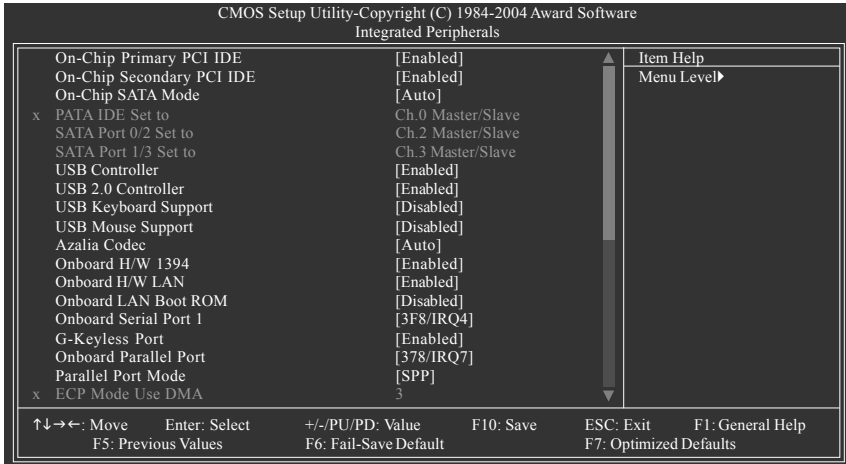 CMOS Setup Utility-Copyright (C) 1984-2004 Award Software
Integrated Peripherals
On-Chip Primary PCI IDE [Enabled] Item Help
On-Chip Secondary PCI IDE [Enabled] Menu Level▶
On-Chip SATA Mode [Auto]
x PATA IDE Set to Ch.0 Master/Slave
SATA Port 0/2 Set to Ch.2 Master/Slave
SATA Port 1/3 Set to Ch.3 Master/Slave
USB Controller [Enabled]
USB 2.0 Controller [Enabled]
USB Keyboard Support [Disabled]
USB Mouse Support [Disabled]
Azalia Codec [Auto]
Onboard H/W 1394 [Enabled]
Onboard H/W LAN [Enabled]
Onboard LAN Boot ROM [Disabled]
Onboard Serial Port 1 [3F8/IRQ4]
G-Keyless Port [Enabled]
Onboard Parallel Port [378/IRQ7]
Parallel Port Mode [SPP]
x ECP Mode Use DMA 3
↑↓→←: Move Enter: Select +/-/PU/PD: Value F10: Save ESC: Exit F1: General Help
F5: Previous Values F6: Fail-Save Default F7: Optimized Defaults